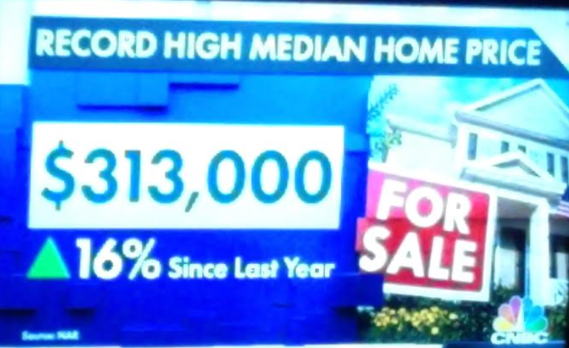 RECORD HIGH MEDIAN HOME PRICE
$313,000
16% Since Last Year
FOR
SALE
Source: NAR
CNBC